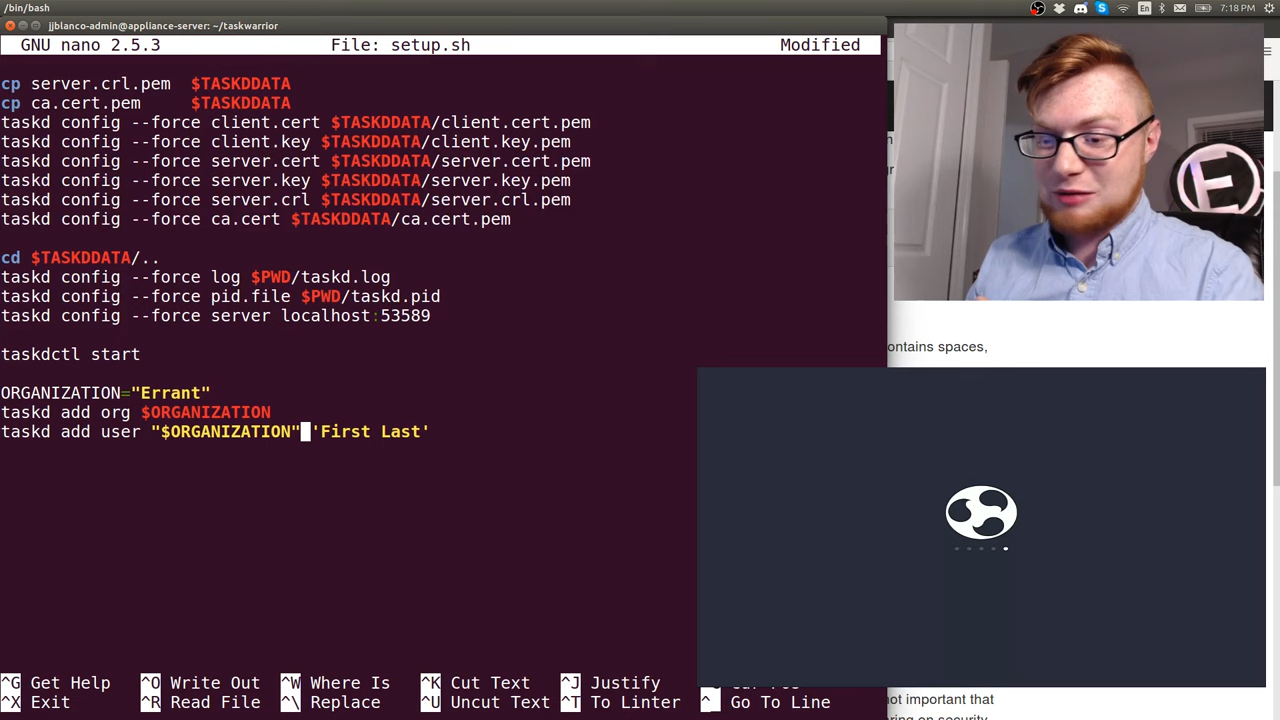 /bin/bash
En
7:18 PM
jjblanco-admin@appliance-server: ~/taskwarrior
GNU nano 2.5.3 File: setup.sh Modified
cp server.crl.pem $TASKDDATA
cp ca.cert.pem $TASKDDATA
taskd config --force client.cert $TASKDDATA/client.cert.pem
taskd config --force client.key $TASKDDATA/client.key.pem
taskd config --force server.cert $TASKDDATA/server.cert.pem
taskd config --force server.key $TASKDDATA/server.key.pem
taskd config --force server.crl $TASKDDATA/server.crl.pem
taskd config --force ca.cert $TASKDDATA/ca.cert.pem
cd $TASKDDATA/..
taskd config --force log $PWD/taskd.log
taskd config --force pid.file $PWD/taskd.pid
taskd config --force server localhost:53589
taskdctl start
ORGANIZATION="Errant"
taskd add org $ORGANIZATION
taskd add user "$ORGANIZATION" 'First Last'
^G Get Help ^O Write Out ^W Where Is ^K Cut Text ^J Justify
^X Exit ^R Read File ^\ Replace ^U Uncut Text ^T To Linter ^_ Go To Line
E
ontains spaces,
not important that